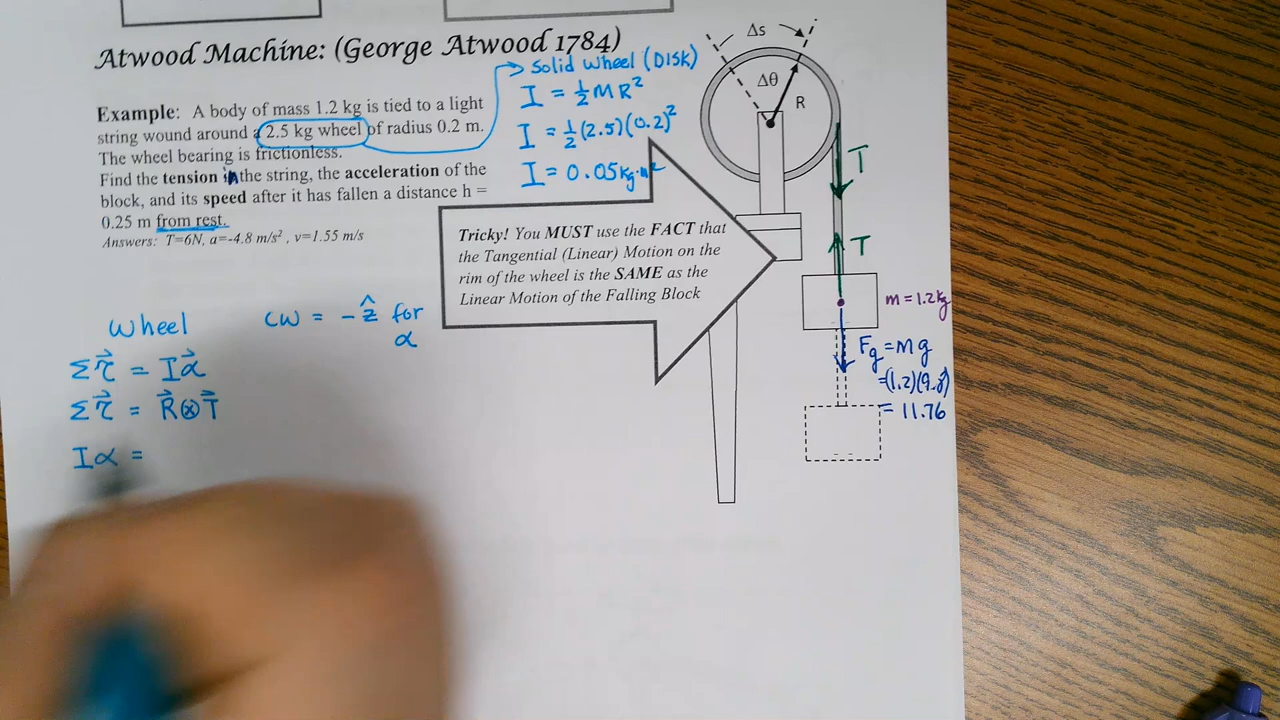 Atwood Machine: (George Atwood 1784)
Example: A body of mass 1.2 kg is tied to a light
string wound around a 2.5 kg wheel of radius 0.2 m.
The wheel bearing is frictionless.
Find the tension in the string, the acceleration of the
block, and its speed after it has fallen a distance h =
0.25 m from rest.
Answers: T=6N, a=-4.8 m/s², v=1.55 m/s
→ Solid Wheel (DISK)
I = ½MR²
I = ½(2.5)(0.2)²
I = 0.05 kg·m²
Tricky! You MUST use the FACT that
the Tangential (Linear) Motion on the
rim of the wheel is the SAME as the
Linear Motion of the Falling Block
Δs
Δθ
R
T
T
m = 1.2kg
Fg = mg
=(1.2)(9.8)
= 11.76
Wheel
Στ⃗ = Iα⃗
Στ⃗ = R⃗⊗T⃗
Iα =
CW = -ẑ for
α